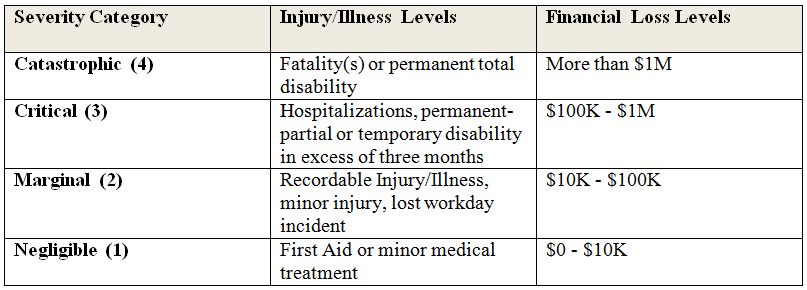 Severity Category Injury/Illness Levels Financial Loss Levels
Catastrophic (4) Fatality(s) or permanent total More than $1M
disability
Critical (3) Hospitalizations, permanent- $100K - $1M
partial or temporary disability
in excess of three months
Marginal (2) Recordable Injury/Illness, $10K - $100K
minor injury, lost workday
incident
Negligible (1) First Aid or minor medical $0 - $10K
treatment